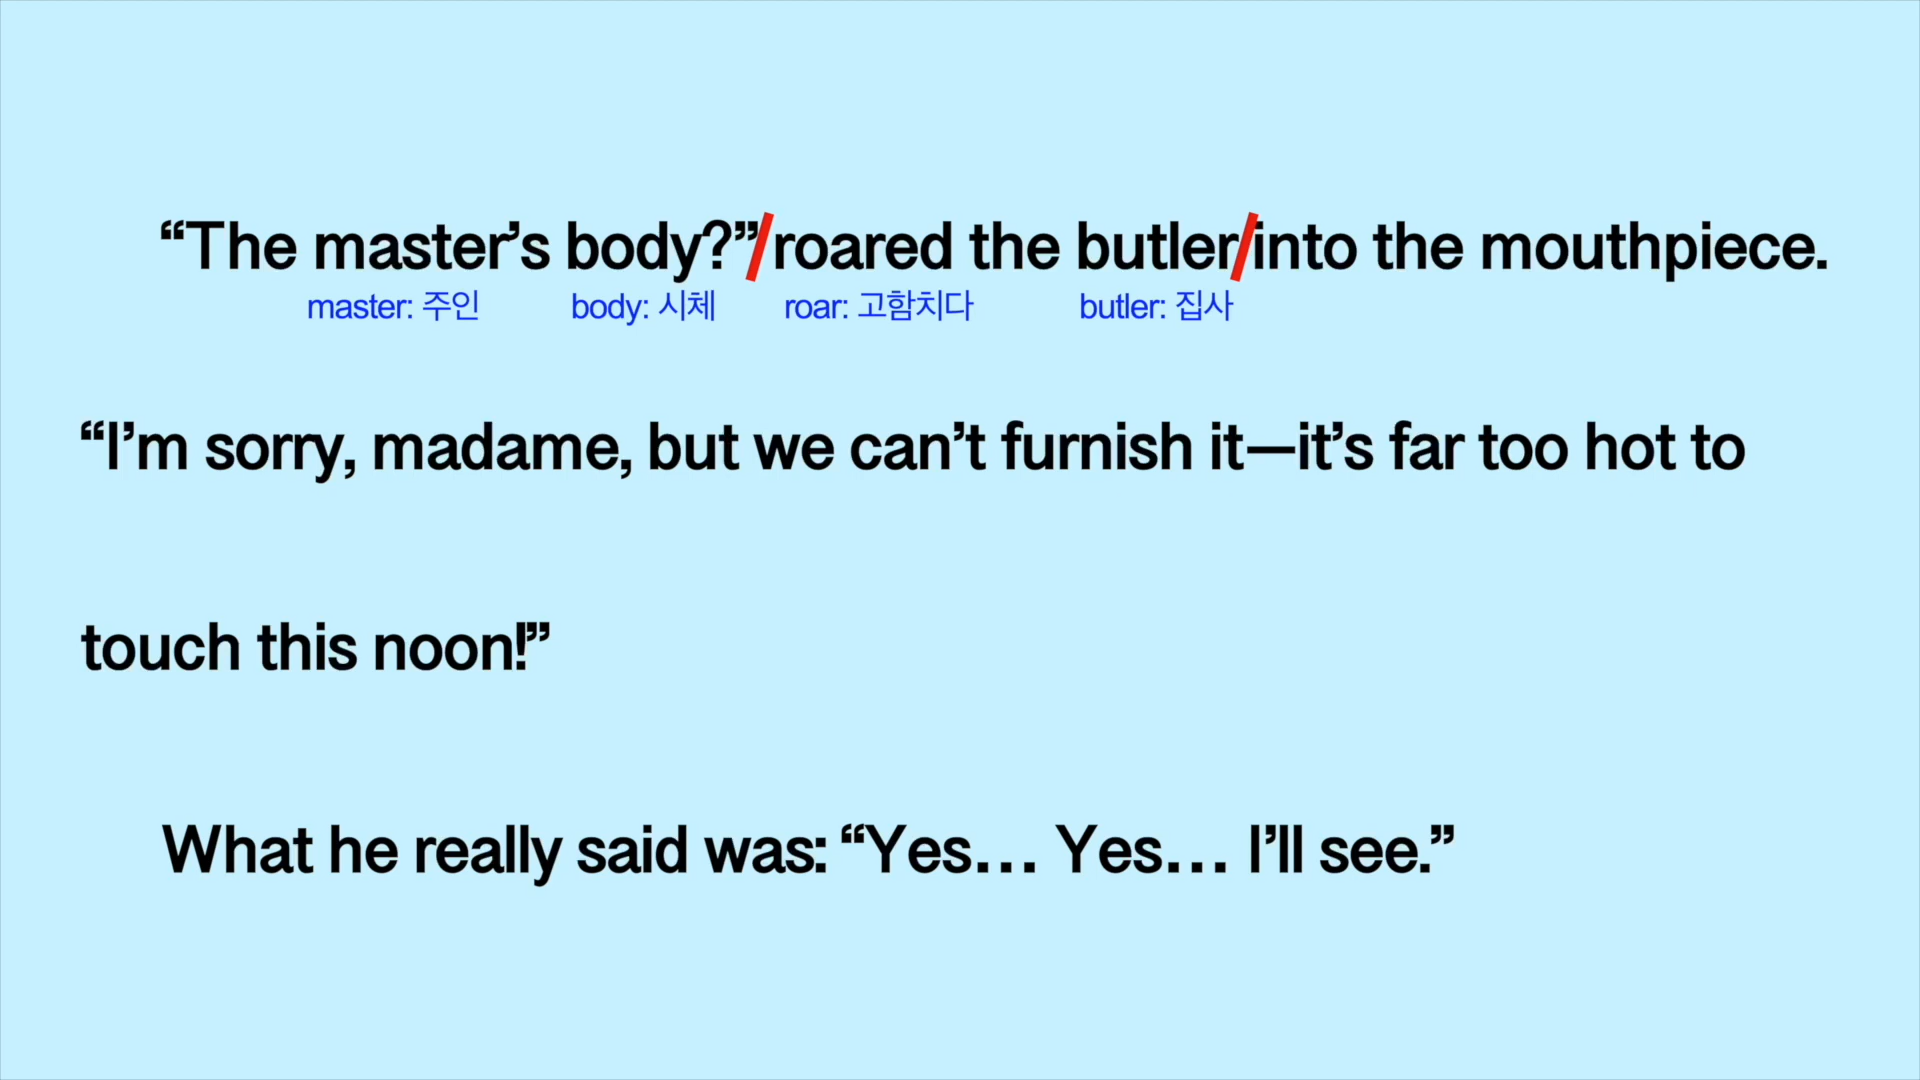 “The master’s body?”/roared the butler/into the mouthpiece.
master: 주인 body: 시체 roar: 고함치다 butler: 집사
“I’m sorry, madame, but we can’t furnish it—it’s far too hot to
touch this noon!”
What he really said was: “Yes… Yes… I’ll see.”